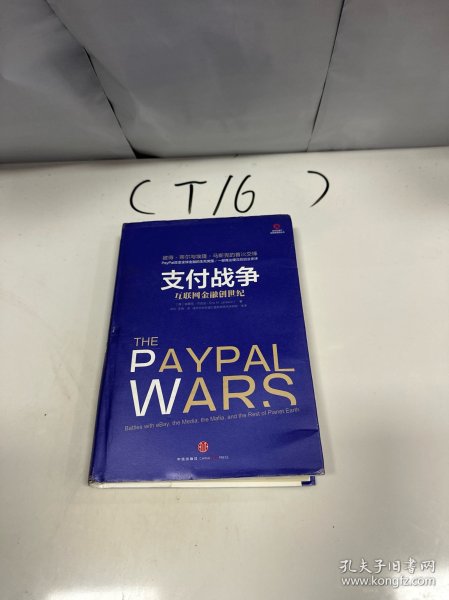 (T/G)
彼得·蒂尔与埃隆·马斯克的首次交锋
支付战争
互联网金融创世纪
THE
PAYPAL
WARS
Battles with eBay, the Media, the Mafia, and the Rest of Planet Earth
中信出版集团
孔夫子旧书网
www.kongfz.com